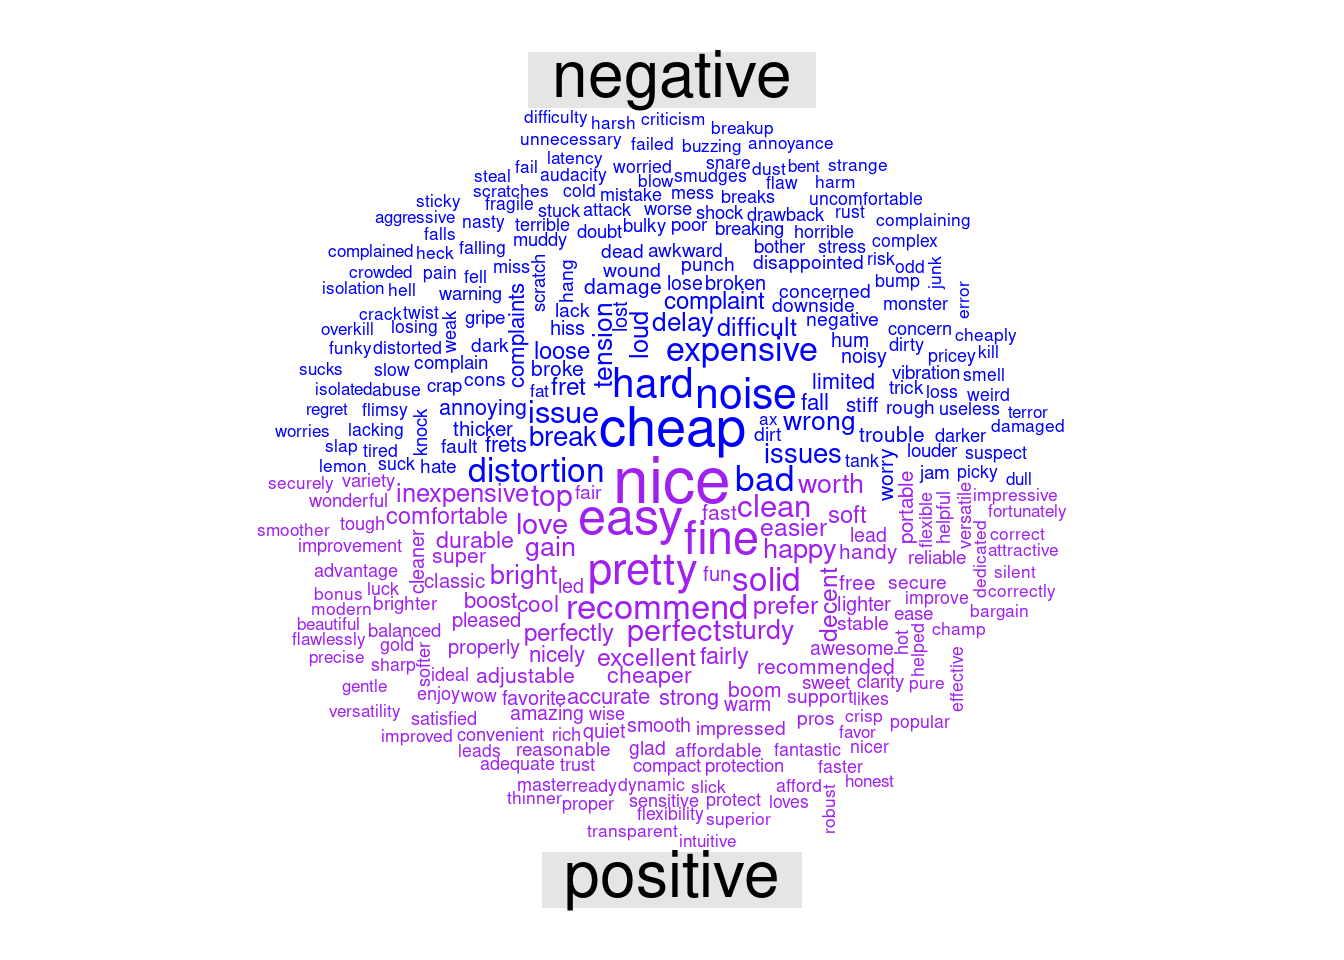 negative
difficulty harsh criticism breakup
unnecessary failed buzzing annoyance
latency
steal fail audacity worried snare dust bent strange
blow smudges flaw harm
scratches cold mistake mess breaks uncomfortable
sticky fragile stuck attack worse shock drawback rust
aggressive nasty terrible doubt bulky poor breaking horrible complaining
falls muddy
complained heck falling dead awkward bother stress complex
crowded pain fell miss scratch hang wound punch disappointed risk odd junk
isolation hell warning damage lose broken concerned bump
crack twist gripe complaints lack lost complaint downside monster error
overkill losing weak hiss tension loud delay difficult negative concern cheaply
funky distorted dark loose expensive hum noisy dirty pricey kill
sucks slow complain broke vibration smell
isolated abuse crap cons fat fret hard noise limited trick loss weird
regret flimsy annoying issue fall stiff rough useless terror
worries lacking knock thicker break cheap ax wrong trouble darker damaged
slap tired fault frets dirt issues louder suspect
lemon suck hate distortion bad tank worry jam picky dull
securely variety nice worth portable
wonderful inexpensive top fair clean flexible helpful versatile impressive
smoother tough comfortable love easy fast easier soft fortunately
improvement durable gain fine happy handy lead reliable dedicated correct
attractive
advantage cleaner super bright pretty fun solid decent silent
bonus luck classic led free secure correctly
modern brighter boost cool recommend prefer lighter improve bargain
beautiful balanced pleased perfectly perfect sturdy stable ease champ
flawlessly gold properly nicely excellent fairly awesome hot helped
precise sharp softer ideal adjustable cheaper recommended effective
gentle enjoy wow favorite accurate strong boom sweet clarity pure
versatility satisfied amazing wise warm support likes
improved convenient rich quiet smooth impressed pros crisp popular
leads reasonable glad affordable fantastic favor nicer
adequate trust compact protection faster
master ready dynamic slick afford honest
thinner proper sensitive protect loves robust
flexibility superior
transparent intuitive
positive